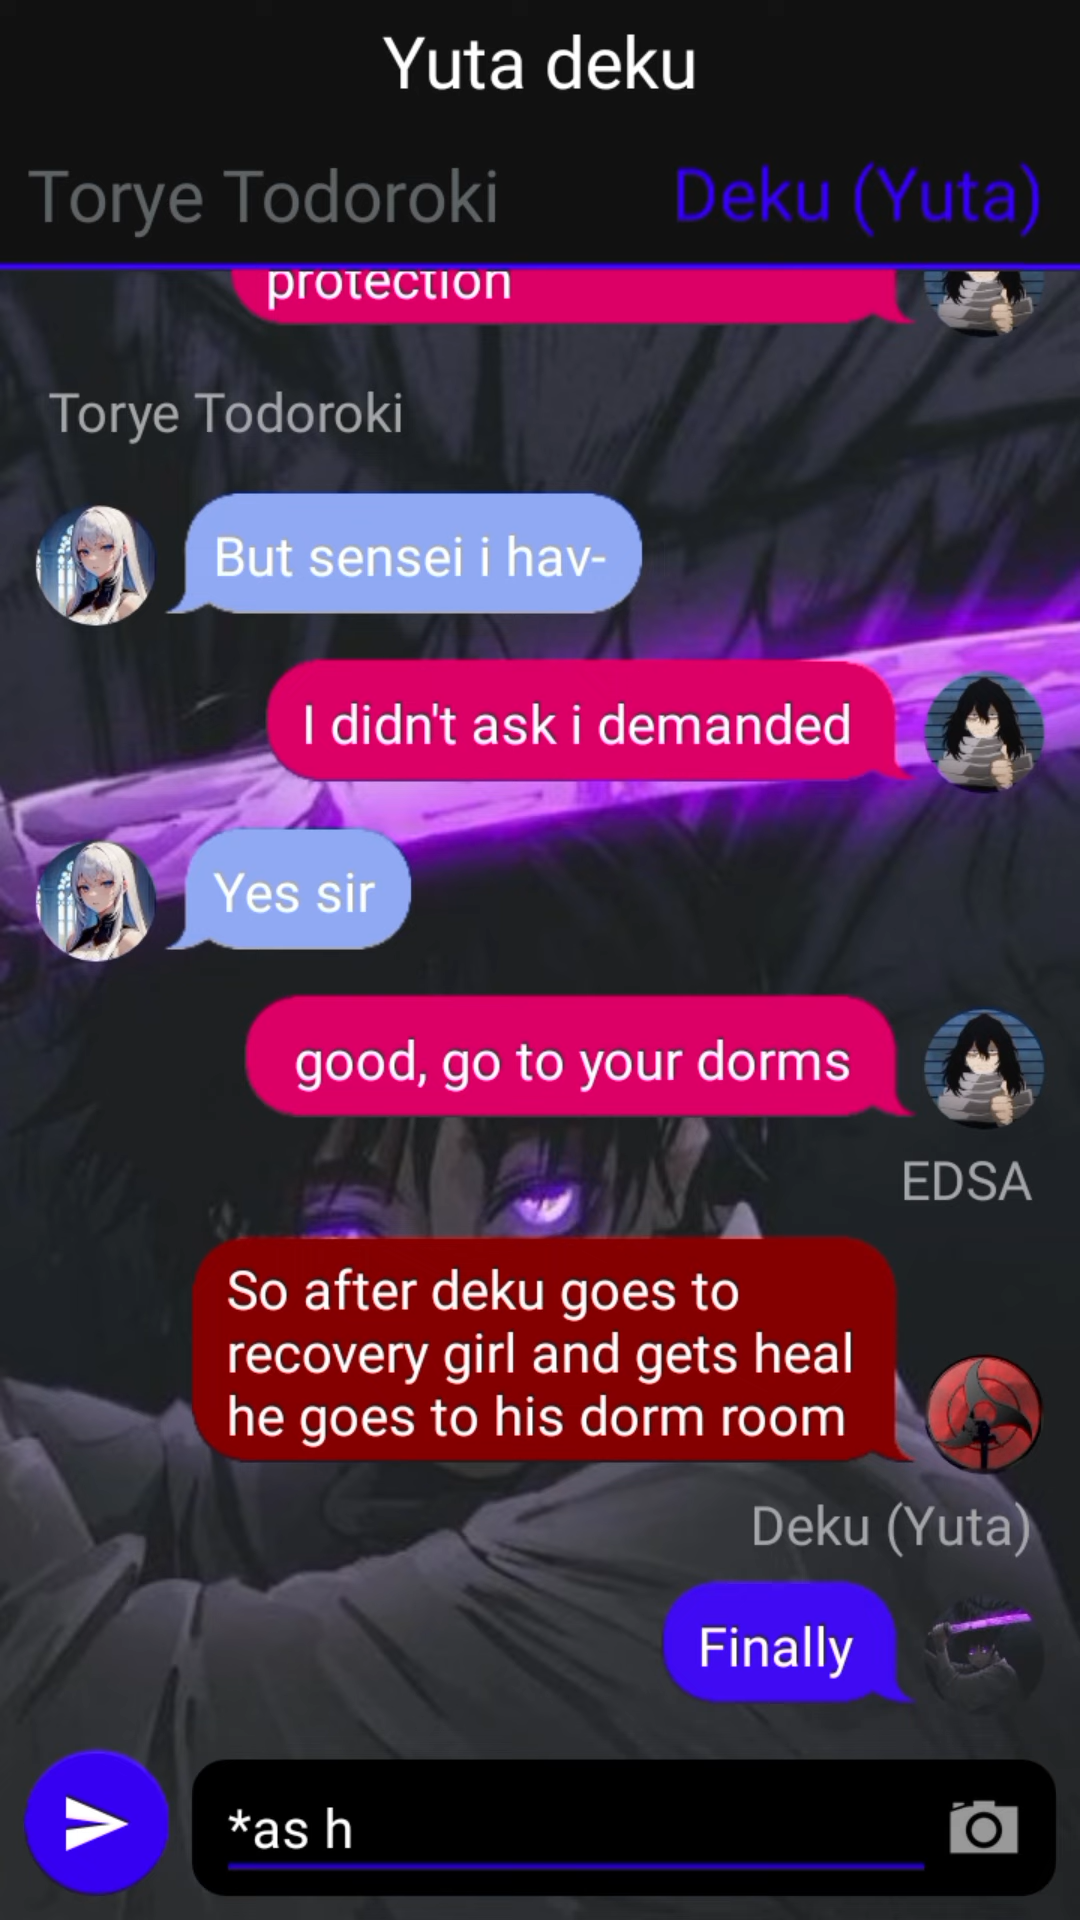 Yuta deku
Torye Todoroki
Deku (Yuta)
protection
Torye Todoroki
But sensei i hav-
I didn't ask i demanded
Yes sir
good, go to your dorms
EDSA
So after deku goes to
recovery girl and gets heal
he goes to his dorm room
Deku (Yuta)
Finally
*as h